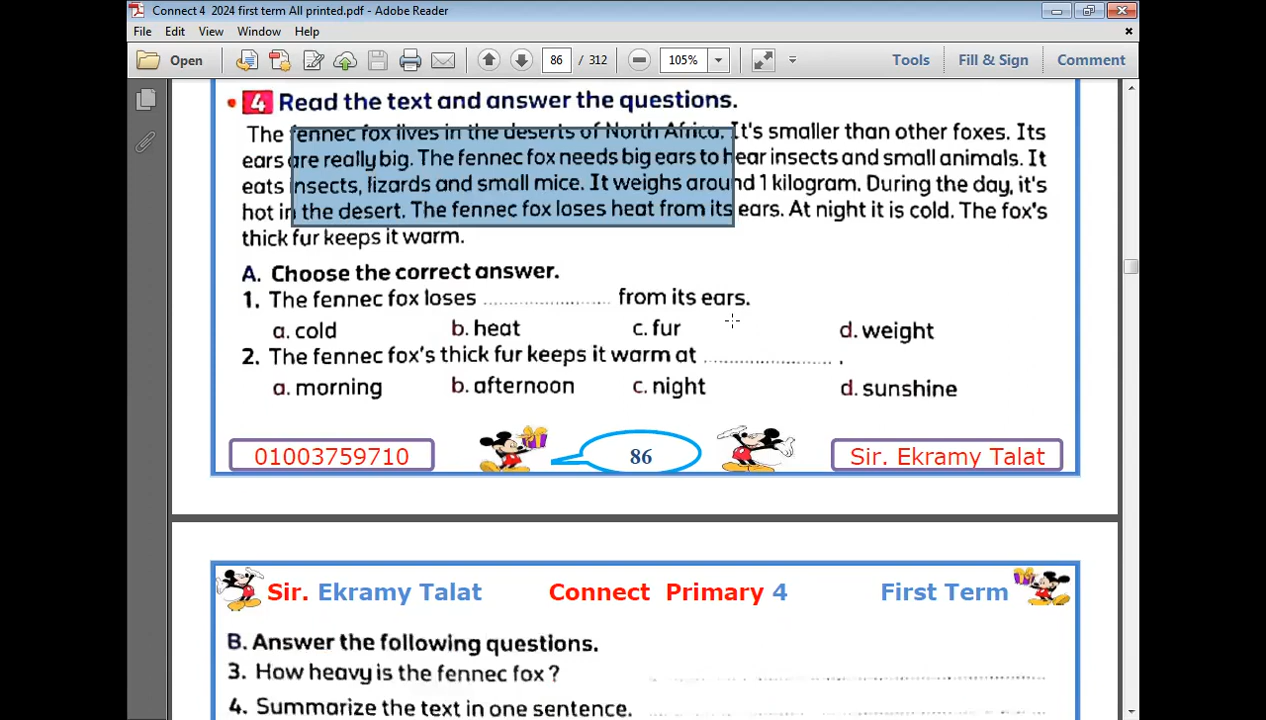 Connect 4 2024 first term All printed.pdf - Adobe Reader
File Edit View Window Help
Open 86 / 312 105% Tools Fill & Sign Comment
4 Read the text and answer the questions.
The fennec fox lives in the deserts of North Africa. It's smaller than other foxes. Its
ears are really big. The fennec fox needs big ears to hear insects and small animals. It
eats insects, lizards and small mice. It weighs around 1 kilogram. During the day, it's
hot in the desert. The fennec fox loses heat from its ears. At night it is cold. The fox's
thick fur keeps it warm.
A. Choose the correct answer.
1. The fennec fox loses ........................ from its ears.
a. cold b. heat c. fur d. weight
2. The fennec fox's thick fur keeps it warm at ........................ .
a. morning b. afternoon c. night d. sunshine
01003759710 86 Sir. Ekramy Talat
Sir. Ekramy Talat Connect Primary 4 First Term
B. Answer the following questions.
3. How heavy is the fennec fox ? ........................
4. Summarize the text in one sentence. ........................